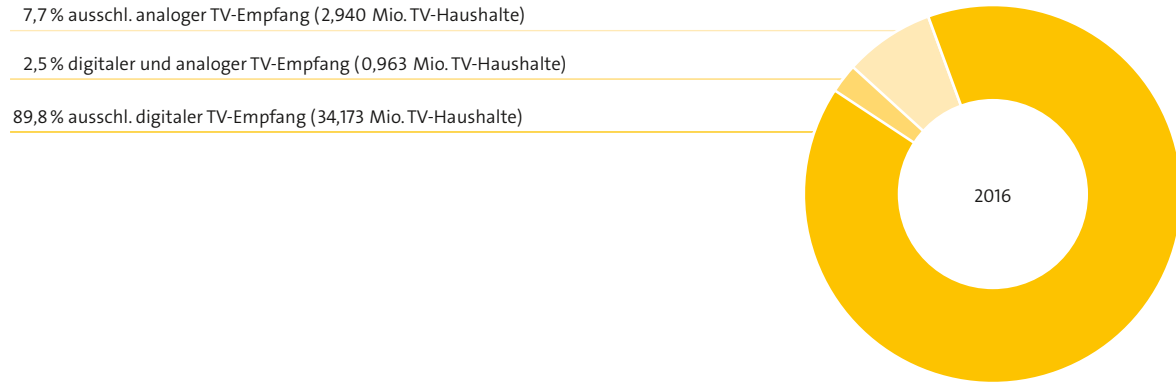 7,7 % ausschl. analoger TV-Empfang (2,940 Mio. TV-Haushalte)
2,5 % digitaler und analoger TV-Empfang (0,963 Mio. TV-Haushalte)
89,8 % ausschl. digitaler TV-Empfang (34,173 Mio. TV-Haushalte)
2016